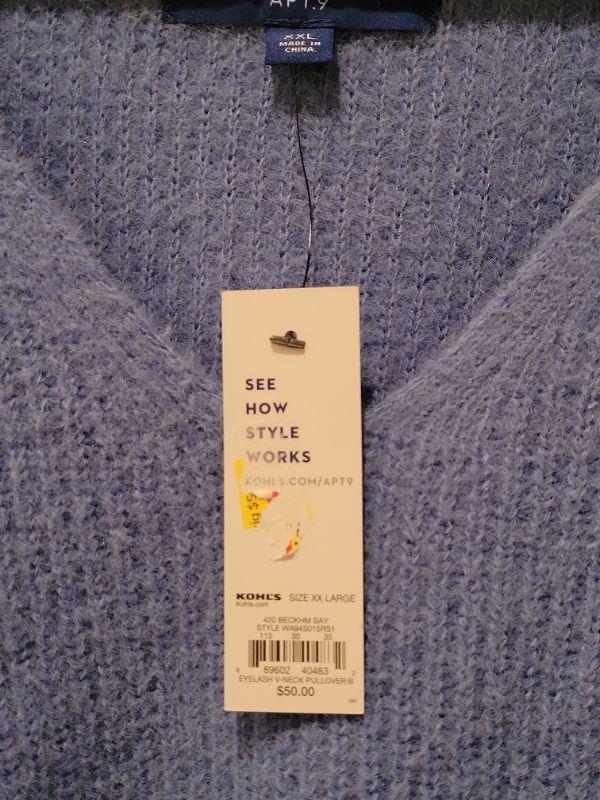 APT.9
XXL
MADE IN
CHINA.
SEE
HOW
STYLE
WORKS
KOHLS.COM/APT9
KOHL'S SIZE XX LARGE
Kohls.com
420 BECKHM BAY
STYLE WA94S015RS1
112 30 35
89602 40483 2
EYELASH V-NECK PULLOVER:B
$50.00